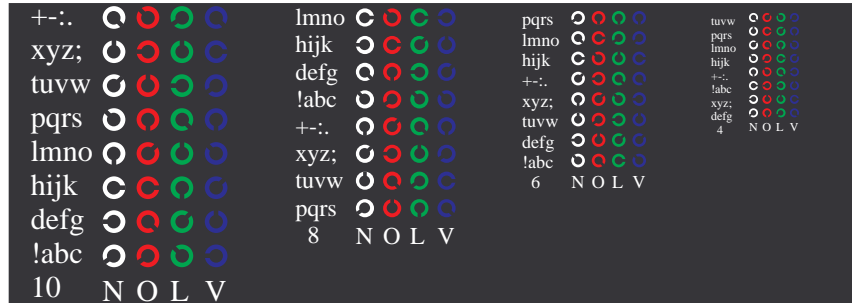 +-:.
xyz;
tuvw
pqrs
lmno
hijk
defg
!abc
10 N O L V
lmno
hijk
defg
!abc
+-:.
xyz;
tuvw
pqrs
8 N O L V
pqrs
lmno
hijk
+-:.
xyz;
tuvw
defg
!abc
6 N O L V
tuvw
pqrs
lmno
hijk
+-:.
!abc
xyz;
defg
4 N O L V